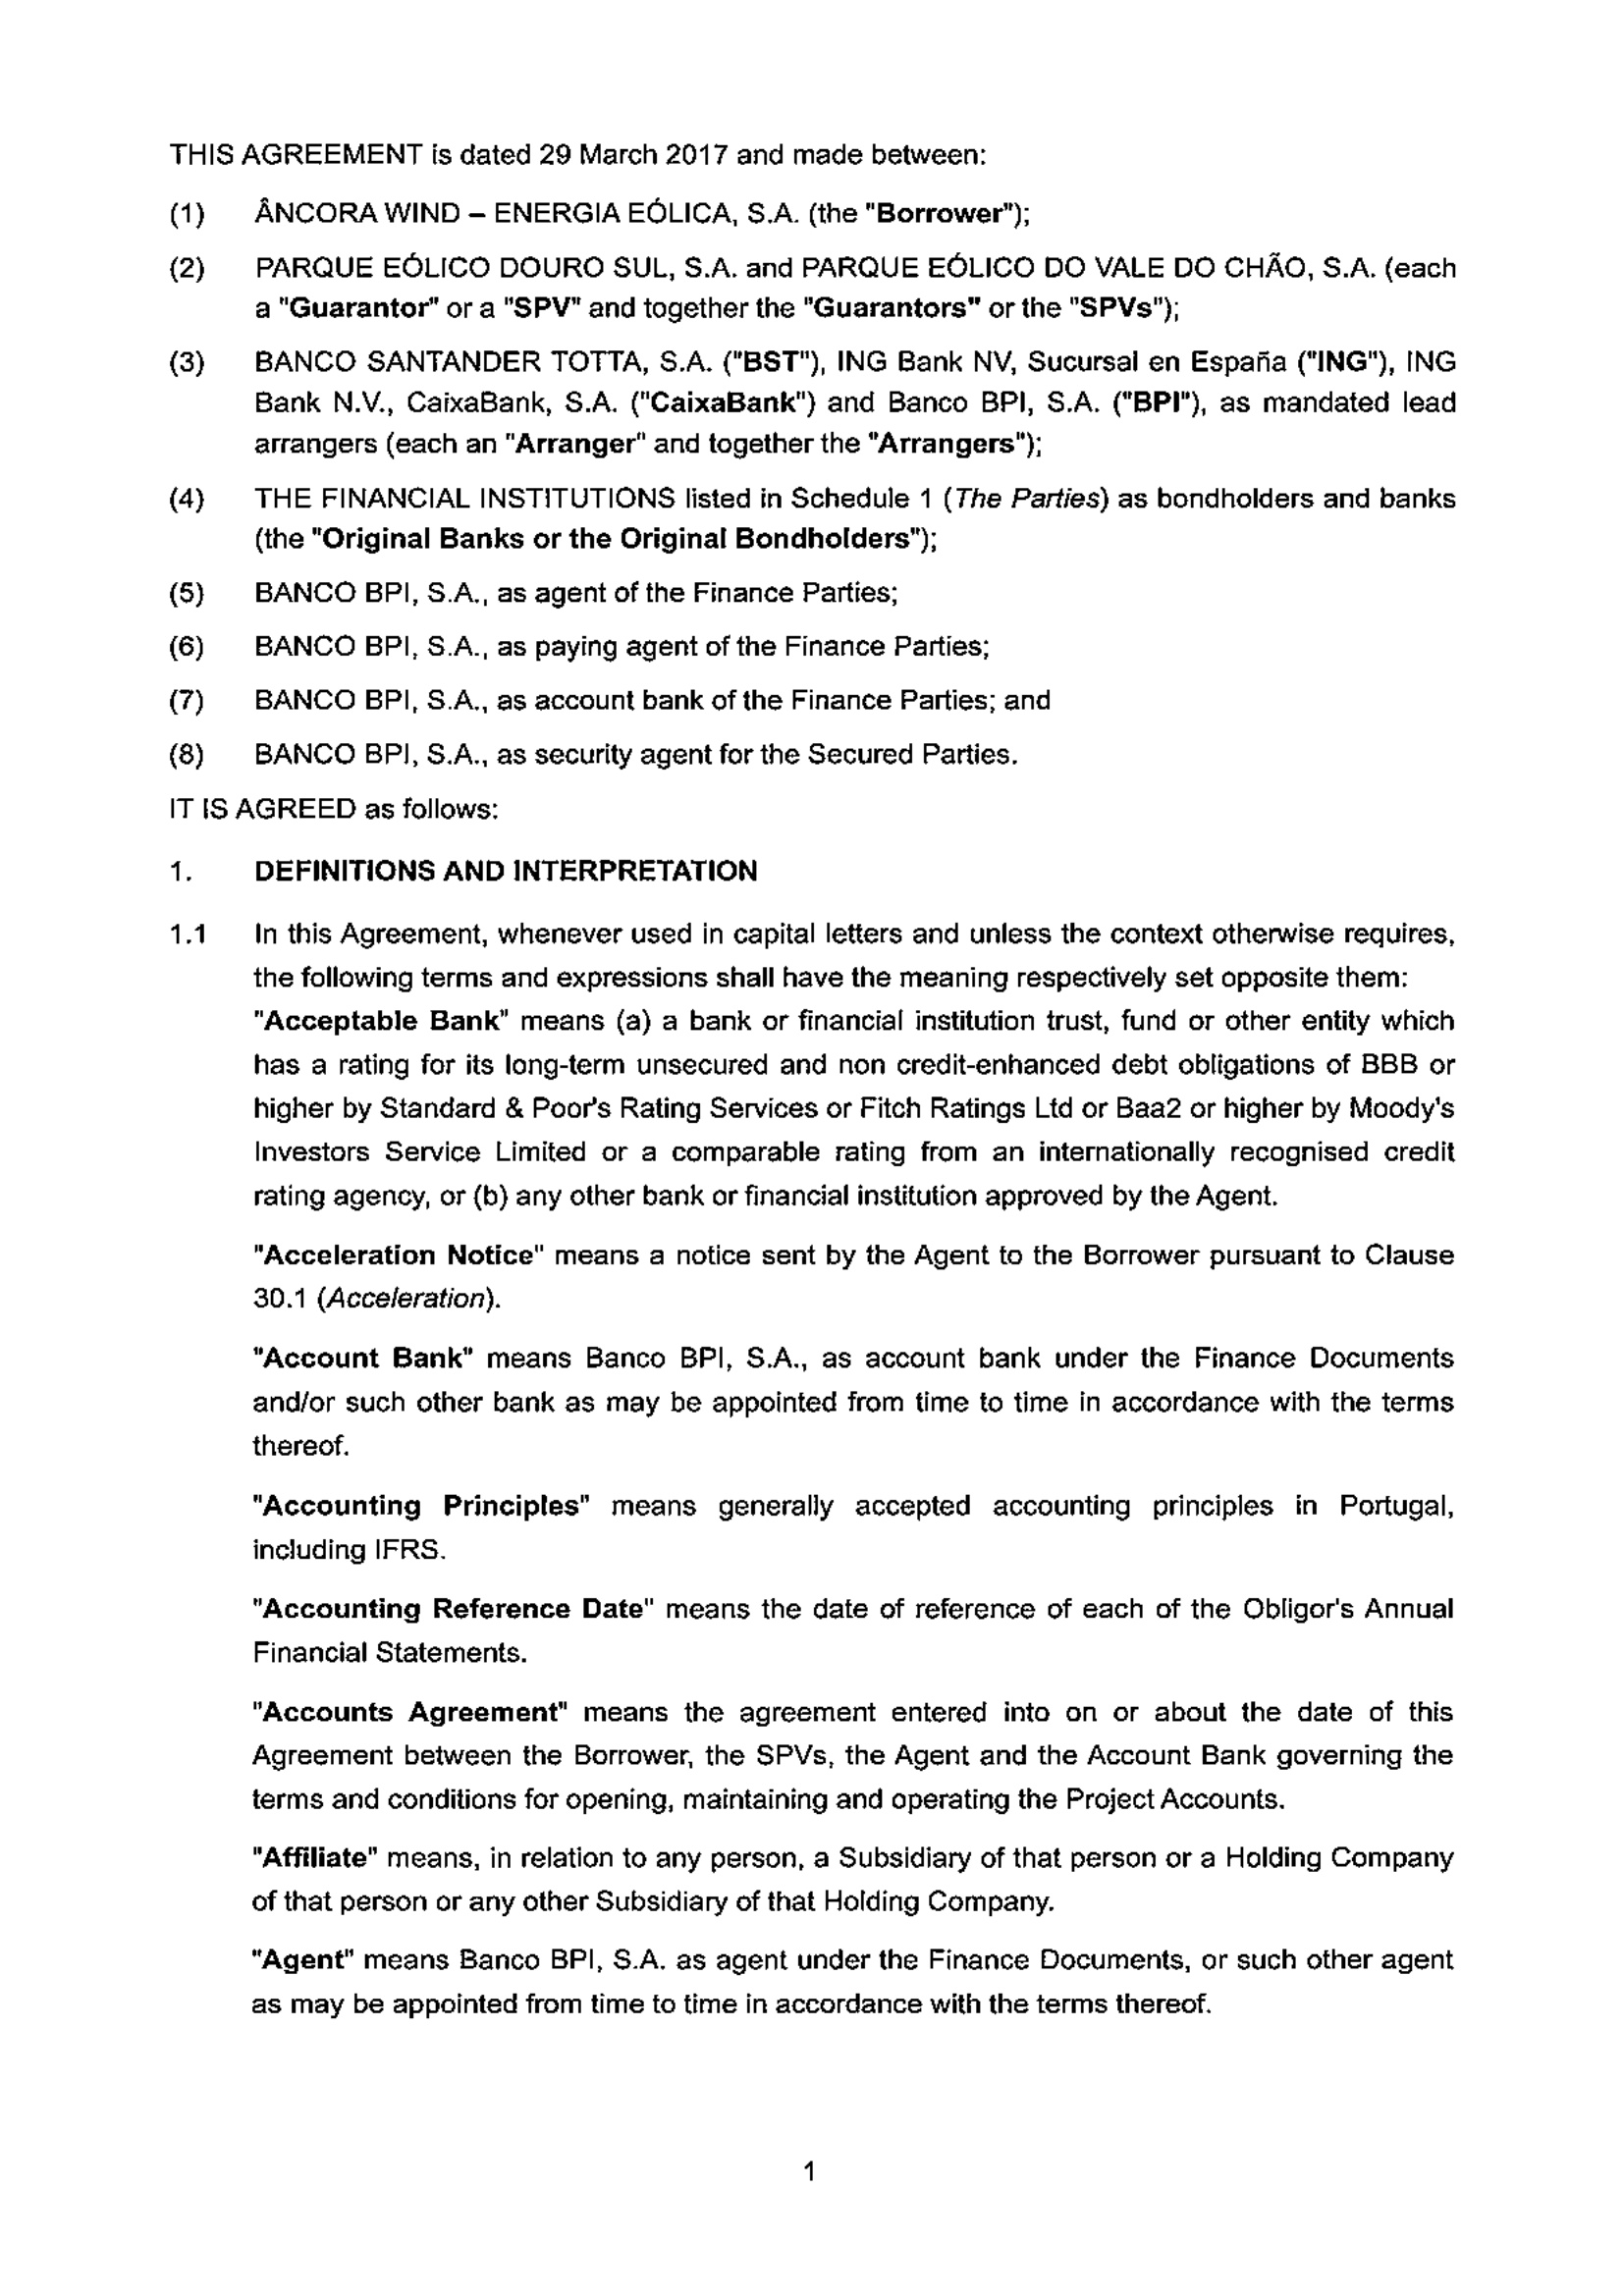 THIS AGREEMENT is dated 29 March 2017 and made between:
(1) ÂNCORA WIND – ENERGIA EÓLICA, S.A. (the "Borrower");
(2) PARQUE EÓLICO DOURO SUL, S.A. and PARQUE EÓLICO DO VALE DO CHÃO, S.A. (each
a "Guarantor" or a "SPV" and together the "Guarantors" or the "SPVs");
(3) BANCO SANTANDER TOTTA, S.A. ("BST"), ING Bank NV, Sucursal en España ("ING"), ING
Bank N.V., CaixaBank, S.A. ("CaixaBank") and Banco BPI, S.A. ("BPI"), as mandated lead
arrangers (each an "Arranger" and together the "Arrangers");
(4) THE FINANCIAL INSTITUTIONS listed in Schedule 1 (The Parties) as bondholders and banks
(the "Original Banks or the Original Bondholders");
(5) BANCO BPI, S.A., as agent of the Finance Parties;
(6) BANCO BPI, S.A., as paying agent of the Finance Parties;
(7) BANCO BPI, S.A., as account bank of the Finance Parties; and
(8) BANCO BPI, S.A., as security agent for the Secured Parties.
IT IS AGREED as follows:
1. DEFINITIONS AND INTERPRETATION
1.1 In this Agreement, whenever used in capital letters and unless the context otherwise requires,
the following terms and expressions shall have the meaning respectively set opposite them:
"Acceptable Bank" means (a) a bank or financial institution trust, fund or other entity which
has a rating for its long-term unsecured and non credit-enhanced debt obligations of BBB or
higher by Standard & Poor's Rating Services or Fitch Ratings Ltd or Baa2 or higher by Moody's
Investors Service Limited or a comparable rating from an internationally recognised credit
rating agency, or (b) any other bank or financial institution approved by the Agent.
"Acceleration Notice" means a notice sent by the Agent to the Borrower pursuant to Clause
30.1 (Acceleration).
"Account Bank" means Banco BPI, S.A., as account bank under the Finance Documents
and/or such other bank as may be appointed from time to time in accordance with the terms
thereof.
"Accounting Principles" means generally accepted accounting principles in Portugal,
including IFRS.
"Accounting Reference Date" means the date of reference of each of the Obligor's Annual
Financial Statements.
"Accounts Agreement" means the agreement entered into on or about the date of this
Agreement between the Borrower, the SPVs, the Agent and the Account Bank governing the
terms and conditions for opening, maintaining and operating the Project Accounts.
"Affiliate" means, in relation to any person, a Subsidiary of that person or a Holding Company
of that person or any other Subsidiary of that Holding Company.
"Agent" means Banco BPI, S.A. as agent under the Finance Documents, or such other agent
as may be appointed from time to time in accordance with the terms thereof.
1